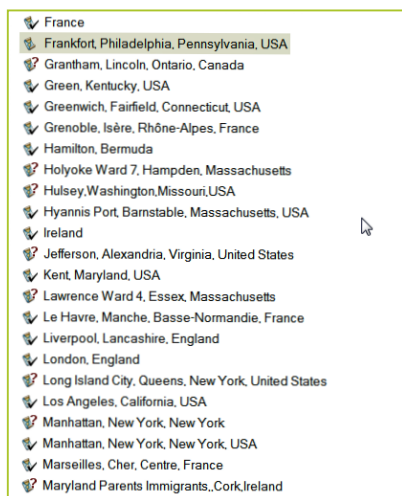 France
Frankfort, Philadelphia, Pennsylvania, USA
Grantham, Lincoln, Ontario, Canada
Green, Kentucky, USA
Greenwich, Fairfield, Connecticut, USA
Grenoble, Isère, Rhône-Alpes, France
Hamilton, Bermuda
Holyoke Ward 7, Hampden, Massachusetts
Hulsey,Washington,Missouri,USA
Hyannis Port, Barnstable, Massachusetts, USA
Ireland
Jefferson, Alexandria, Virginia, United States
Kent, Maryland, USA
Lawrence Ward 4, Essex, Massachusetts
Le Havre, Manche, Basse-Normandie, France
Liverpool, Lancashire, England
London, England
Long Island City, Queens, New York, United States
Los Angeles, California, USA
Manhattan, New York, New York
Manhattan, New York, New York, USA
Marseilles, Cher, Centre, France
Maryland Parents Immigrants,,Cork,Ireland